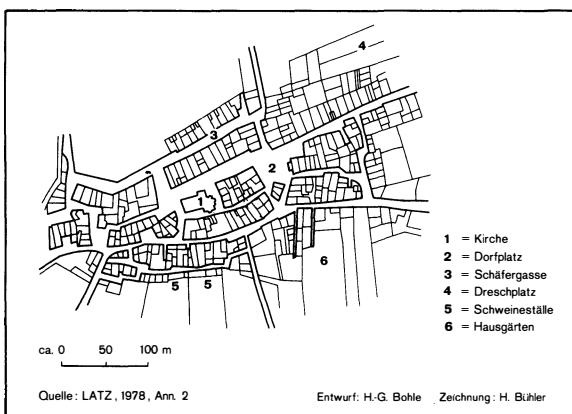 4
3
2
1
6
5 5
1 = Kirche
2 = Dorfplatz
3 = Schäfergasse
4 = Dreschplatz
5 = Schweineställe
6 = Hausgärten
ca. 0 50 100 m
Quelle: LATZ, 1978, Ann. 2 Entwurf: H.-G. Bohle Zeichnung: H. Bühler